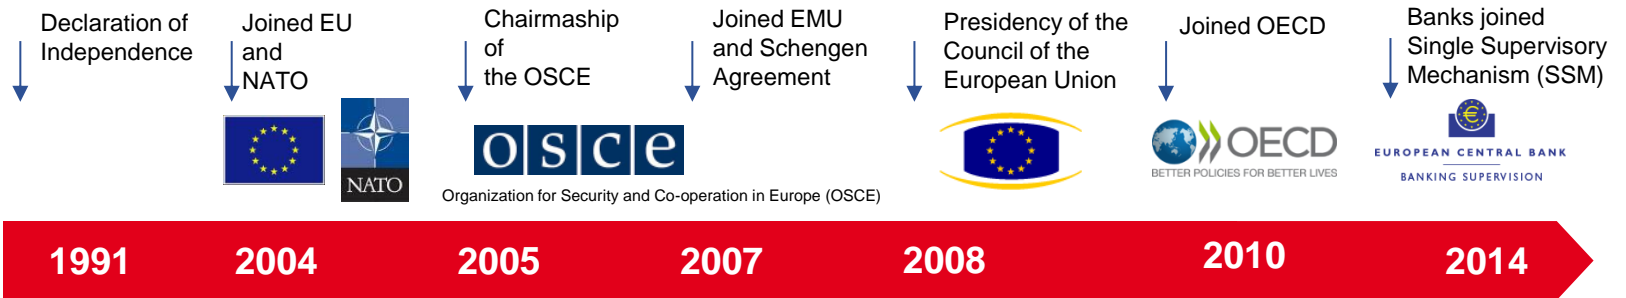 Declaration of
Independence
Joined EU
and
NATO
Chairmaship
of
the OSCE
Joined EMU
and Schengen
Agreement
Presidency of the
Council of the
European Union
Joined OECD
Banks joined
Single Supervisory
Mechanism (SSM)
NATO
osce
Organization for Security and Co-operation in Europe (OSCE)
OECD
BETTER POLICIES FOR BETTER LIVES
€
EUROPEAN CENTRAL BANK
BANKING SUPERVISION
1991
2004
2005
2007
2008
2010
2014